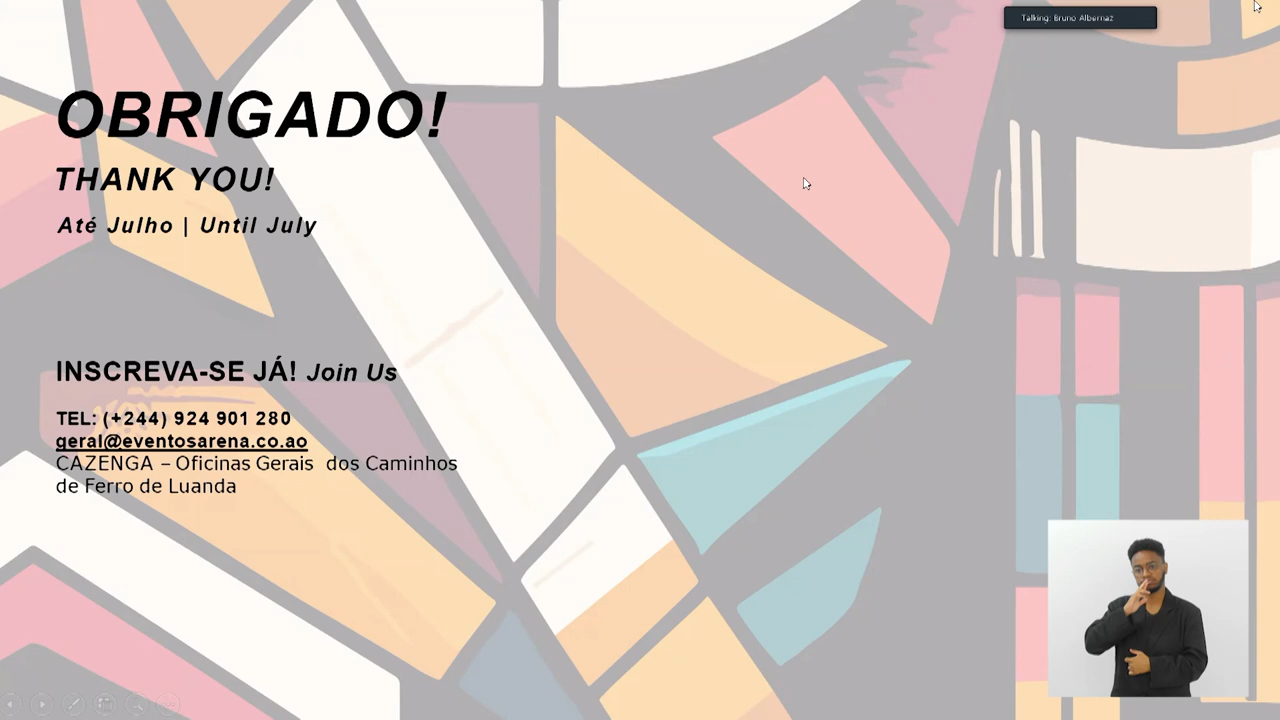 Talking: Bruno Albernaz
OBRIGADO!
THANK YOU!
Até Julho | Until July
INSCREVA-SE JÁ! Join Us
TEL: (+244) 924 901 280
geral@eventosarena.co.ao
CAZENGA – Oficinas Gerais dos Caminhos
de Ferro de Luanda